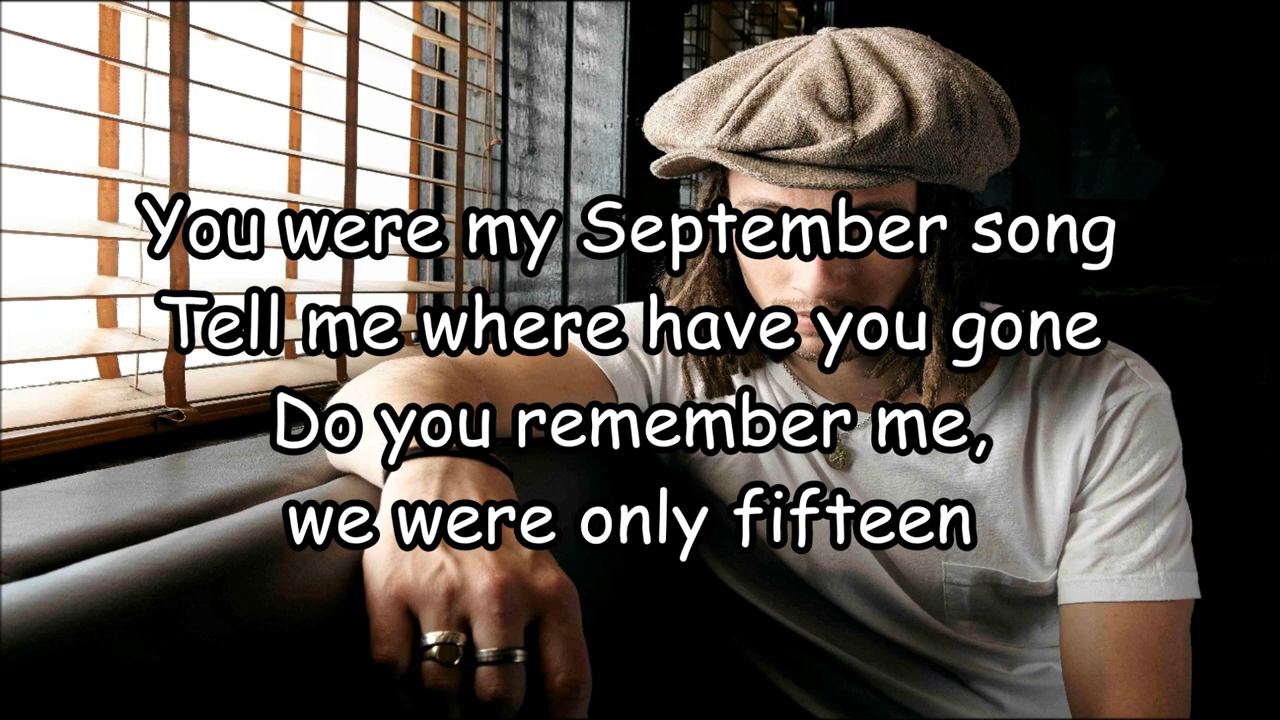 You were my September song
Tell me where have you gone
Do you remember me,
we were only fifteen